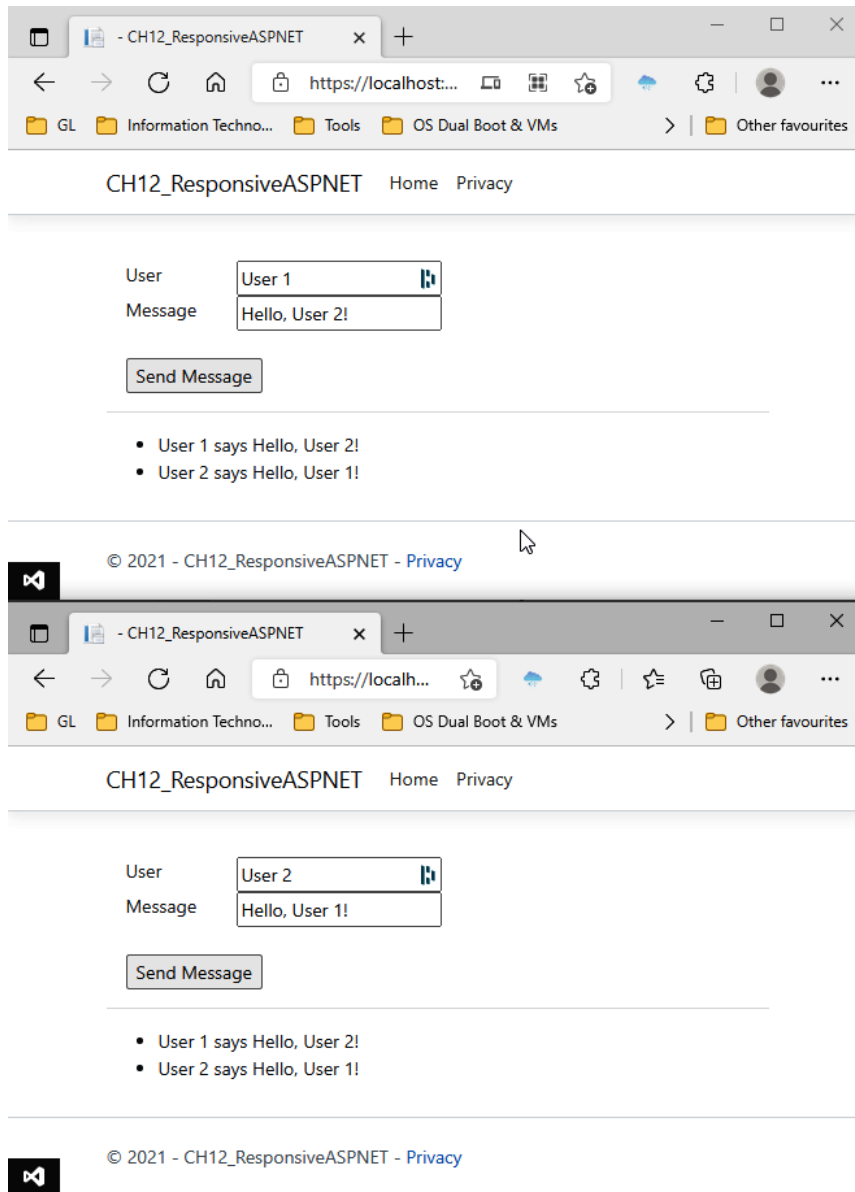 - CH12_ResponsiveASPNET
https://localhost:...
GL Information Techno... Tools OS Dual Boot & VMs Other favourites
CH12_ResponsiveASPNET Home Privacy
User User 1
Message Hello, User 2!
Send Message
• User 1 says Hello, User 2!
• User 2 says Hello, User 1!
© 2021 - CH12_ResponsiveASPNET - Privacy
- CH12_ResponsiveASPNET
https://localh...
GL Information Techno... Tools OS Dual Boot & VMs Other favourites
CH12_ResponsiveASPNET Home Privacy
User User 2
Message Hello, User 1!
Send Message
• User 1 says Hello, User 2!
• User 2 says Hello, User 1!
© 2021 - CH12_ResponsiveASPNET - Privacy